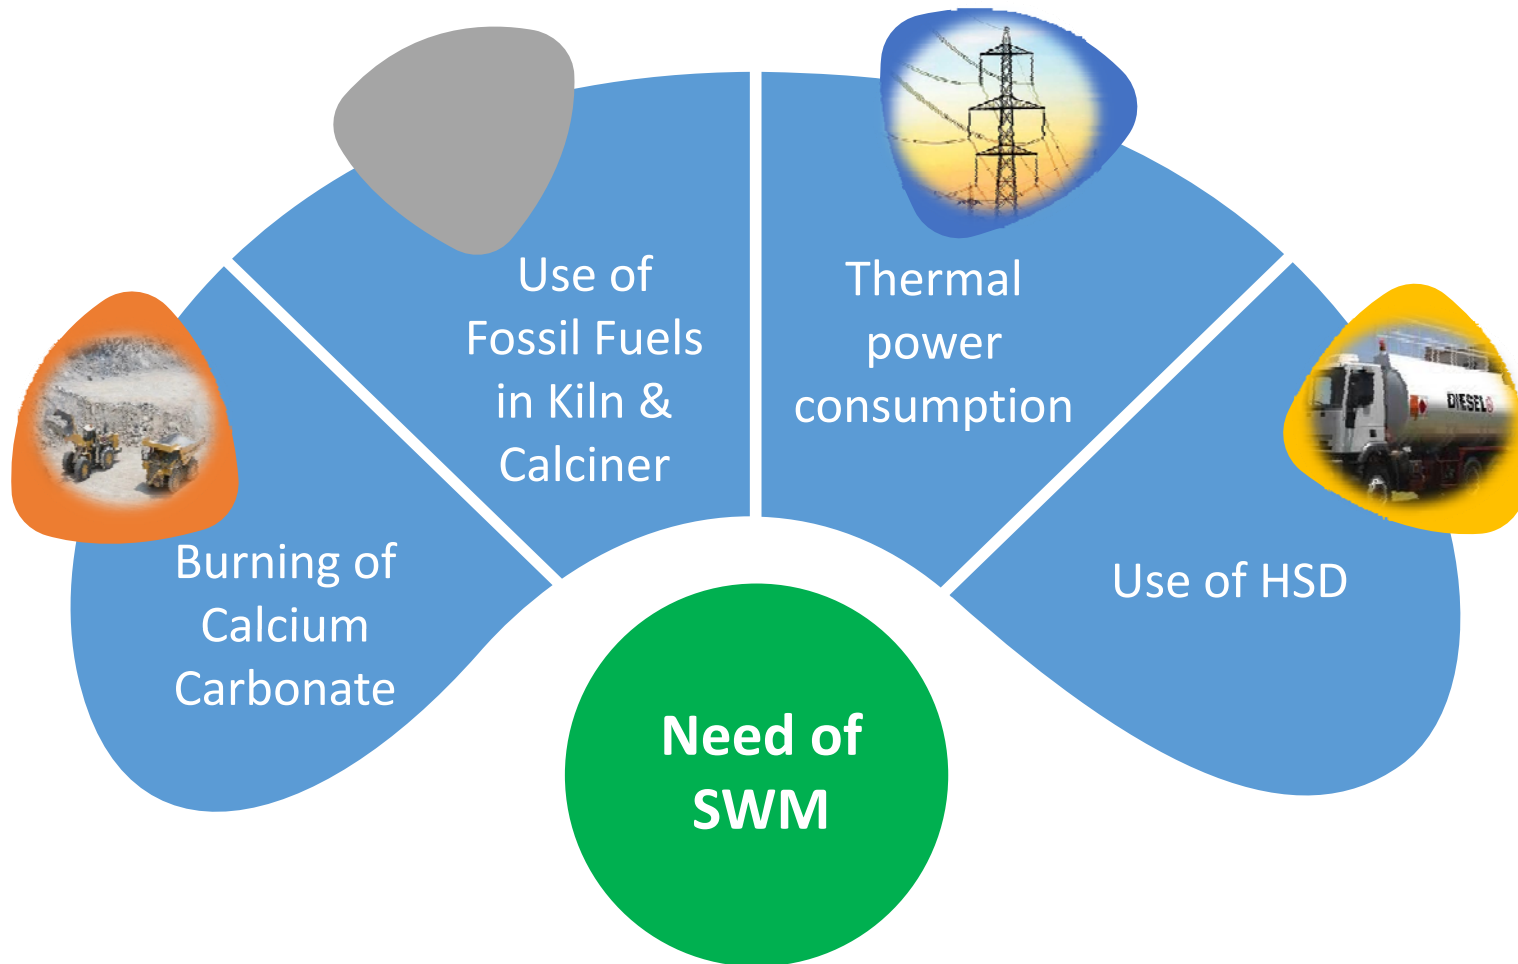 Use of
Fossil Fuels
in Kiln &
Calciner
Thermal
power
consumption
DIESEL
Burning of
Calcium
Carbonate
Use of HSD
Need of
SWM